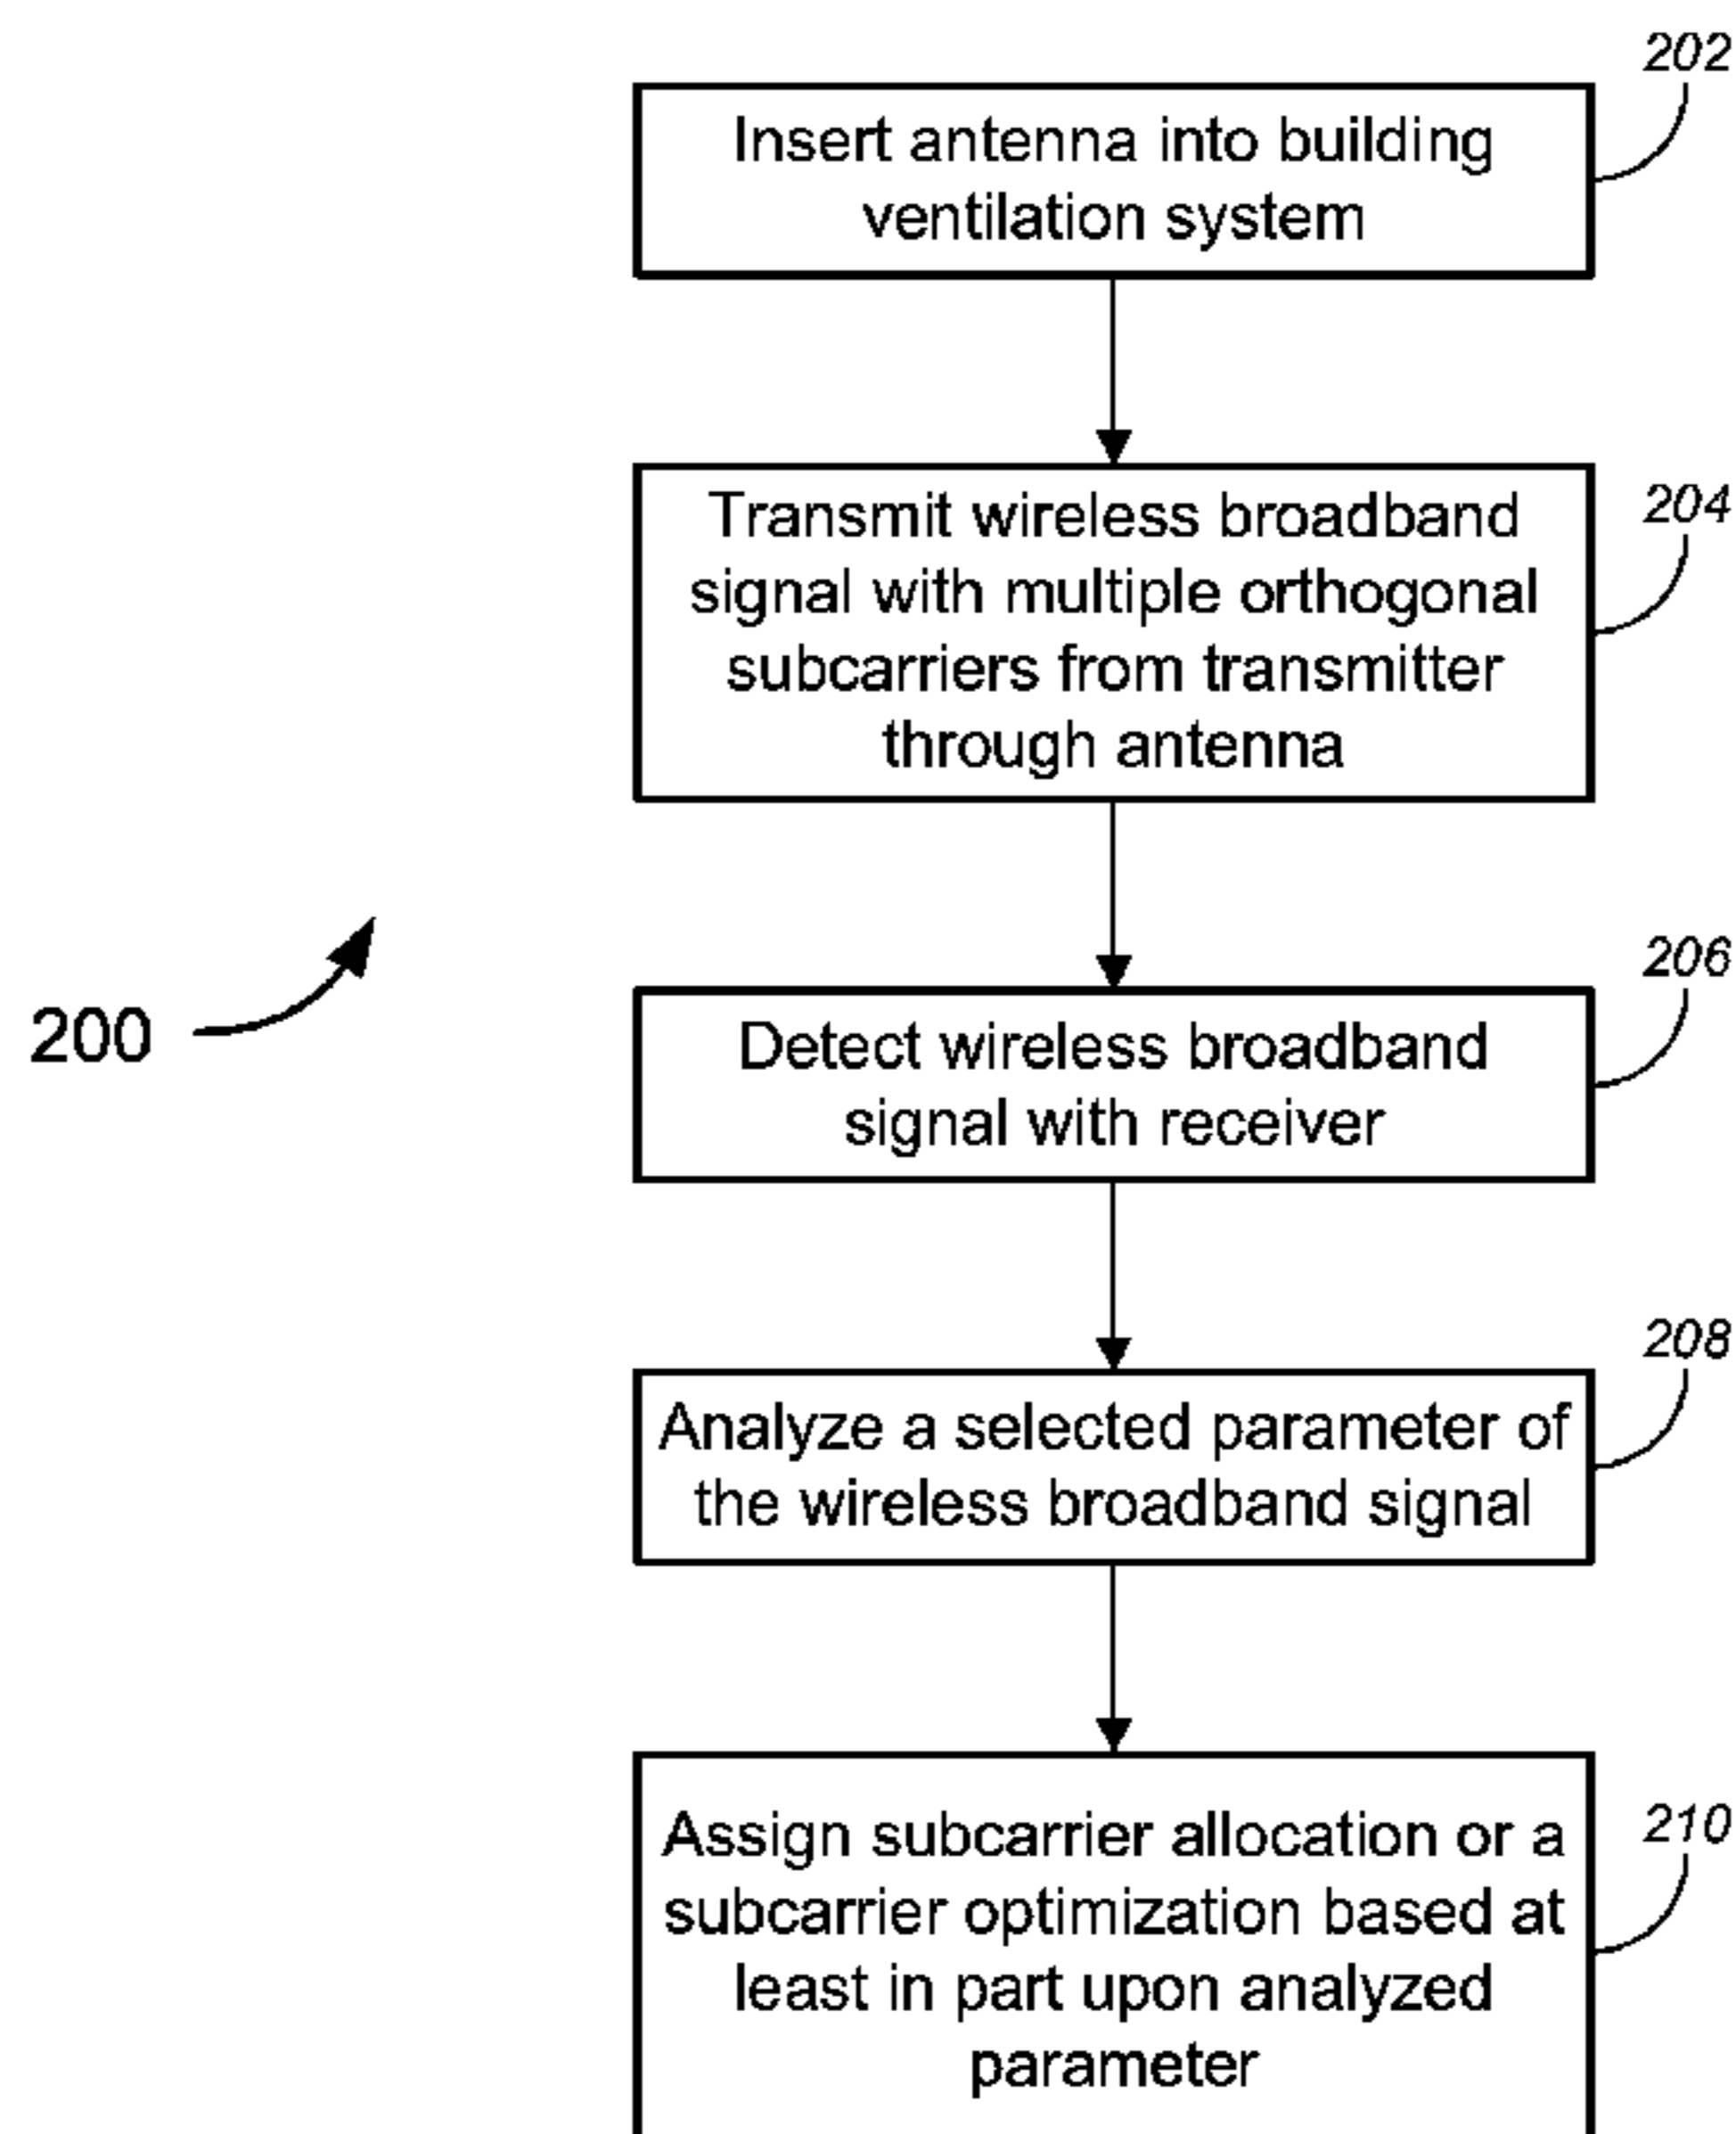 202
Insert antenna into building
ventilation system
204
Transmit wireless broadband
signal with multiple orthogonal
subcarriers from transmitter
through antenna
200
206
Detect wireless broadband
signal with receiver
208
Analyze a selected parameter of
the wireless broadband signal
210
Assign subcarrier allocation or a
subcarrier optimization based at
least in part upon analyzed
parameter